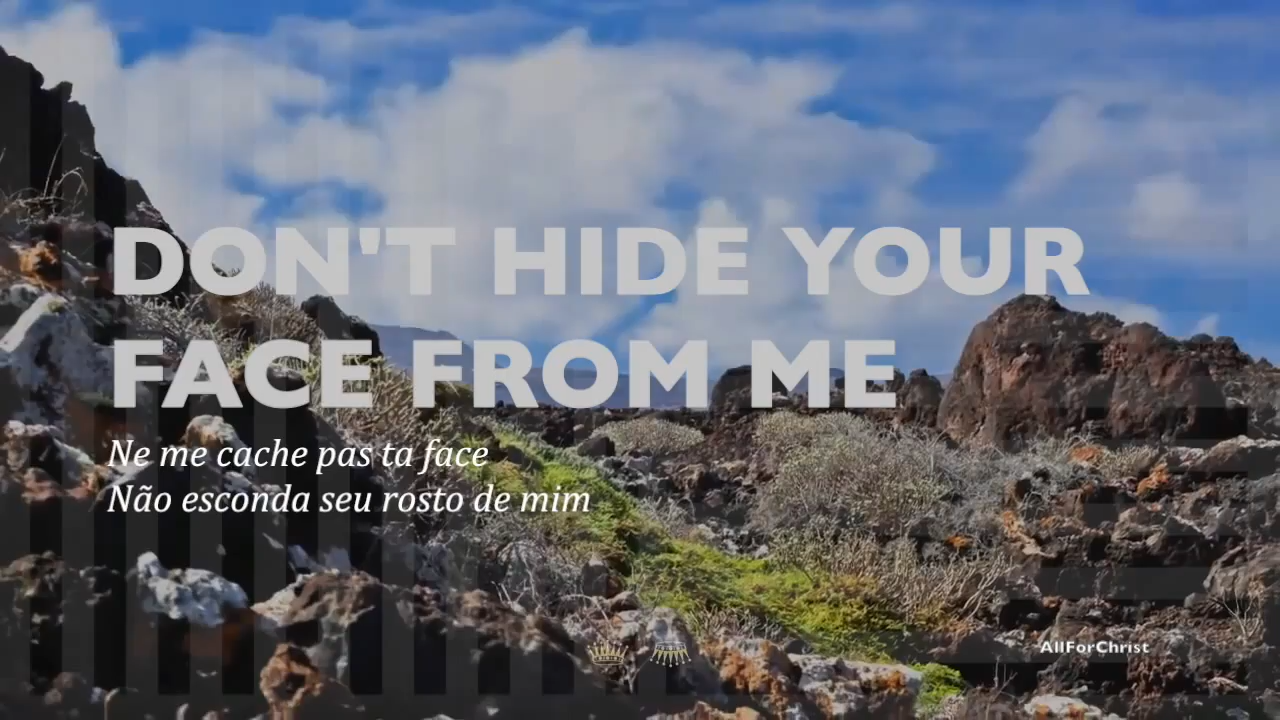 DON'T HIDE YOUR
FACE FROM ME
Ne me cache pas ta face
Não esconda seu rosto de mim
AllForChrist